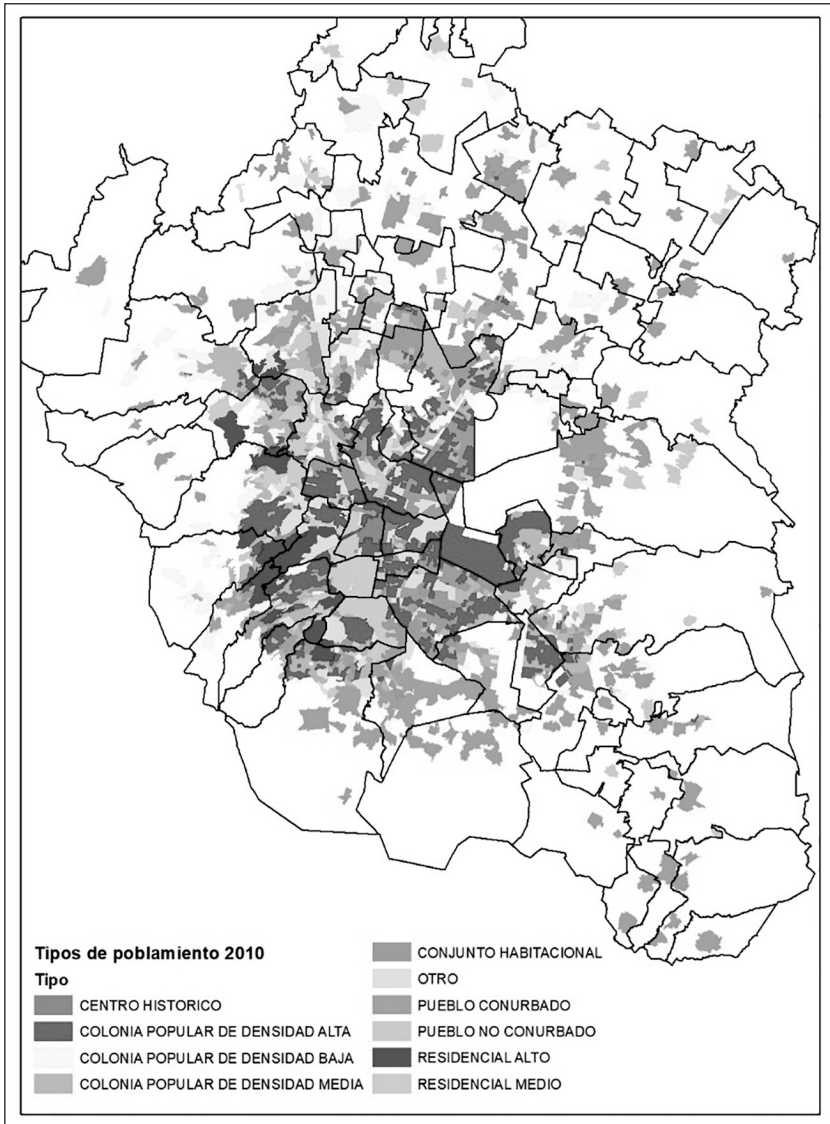 Tipos de poblamiento 2010
Tipo
CENTRO HISTORICO
COLONIA POPULAR DE DENSIDAD ALTA
COLONIA POPULAR DE DENSIDAD BAJA
COLONIA POPULAR DE DENSIDAD MEDIA
CONJUNTO HABITACIONAL
OTRO
PUEBLO CONURBADO
PUEBLO NO CONURBADO
RESIDENCIAL ALTO
RESIDENCIAL MEDIO